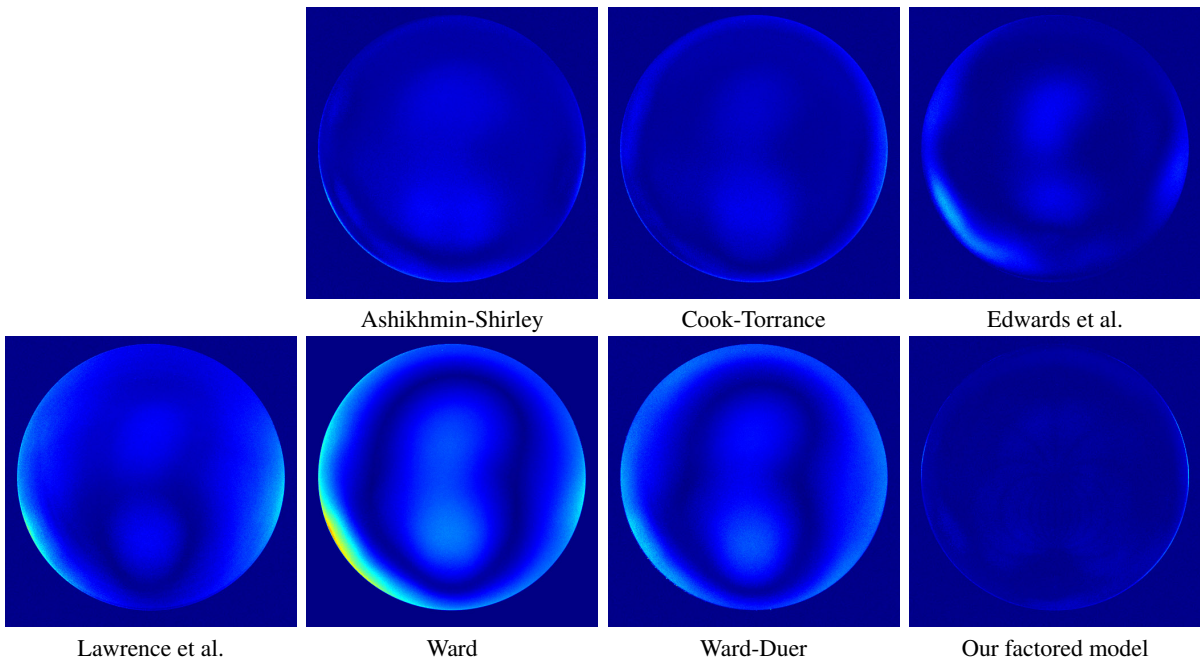 Ashikhmin-Shirley
Cook-Torrance
Edwards et al.
Lawrence et al.
Ward
Ward-Duer
Our factored model